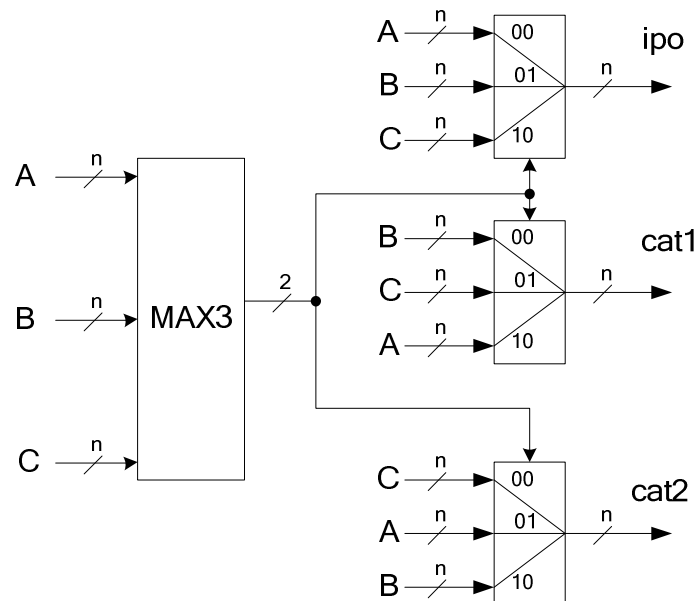 A n 00 ipo
B n 01 n
C n 10
A n
B n
C n
MAX3
2
B n 00 cat1
C n 01 n
A n 10
C n 00 cat2
A n 01 n
B n 10